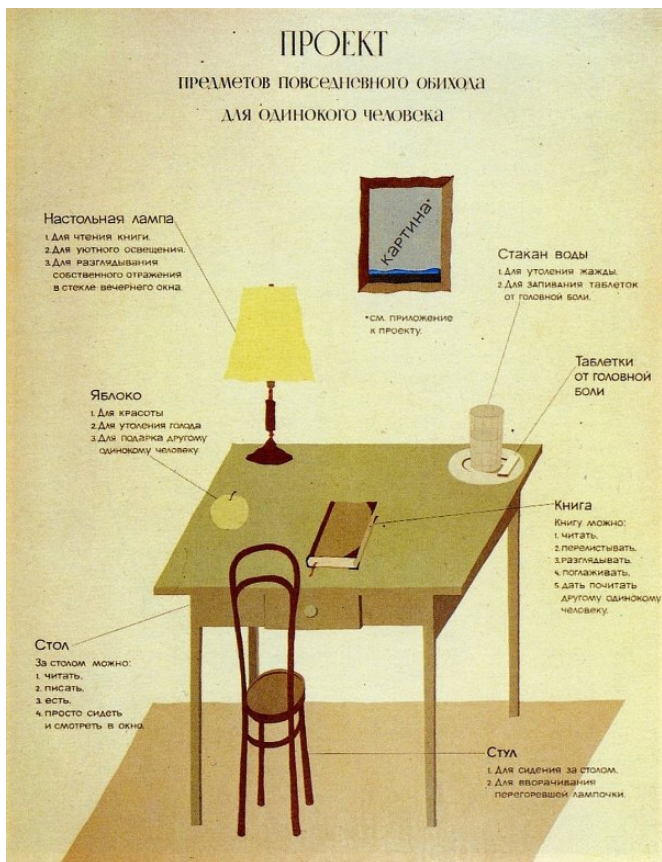 ПРОЕКТ
ПРЕДМЕТОВ ПОВСЕДНЕВНОГО ОБИХОДА
ДЛЯ ОДИНОКОГО ЧЕЛОВЕКА
Настольная лампа
1. Для чтения книги.
2. Для уютного освещения.
3. Для разглядывания
собственного отражения
в стекле вечернего окна.
КАРТИНА*
*СМ. ПРИЛОЖЕНИЕ
К ПРОЕКТУ.
Стакан воды
1. Для утоления жажды.
2. Для запивания таблеток
от головной боли.
Таблетки
от головной
боли
Яблоко
1. Для красоты
2. Для утоления голода
3. Для подарка другому
одинокому человеку
Книга
Книгу можно:
1. читать,
2. перелистывать,
3. разглядывать,
4. поглаживать,
5. дать почитать
другому одинокому
человеку.
Стол
За столом можно:
1. читать,
2. писать,
3. есть,
4. просто сидеть
и смотреть в окно.
Стул
1. Для сидения за столом.
2. Для вворачивания
перегоревшей лампочки.